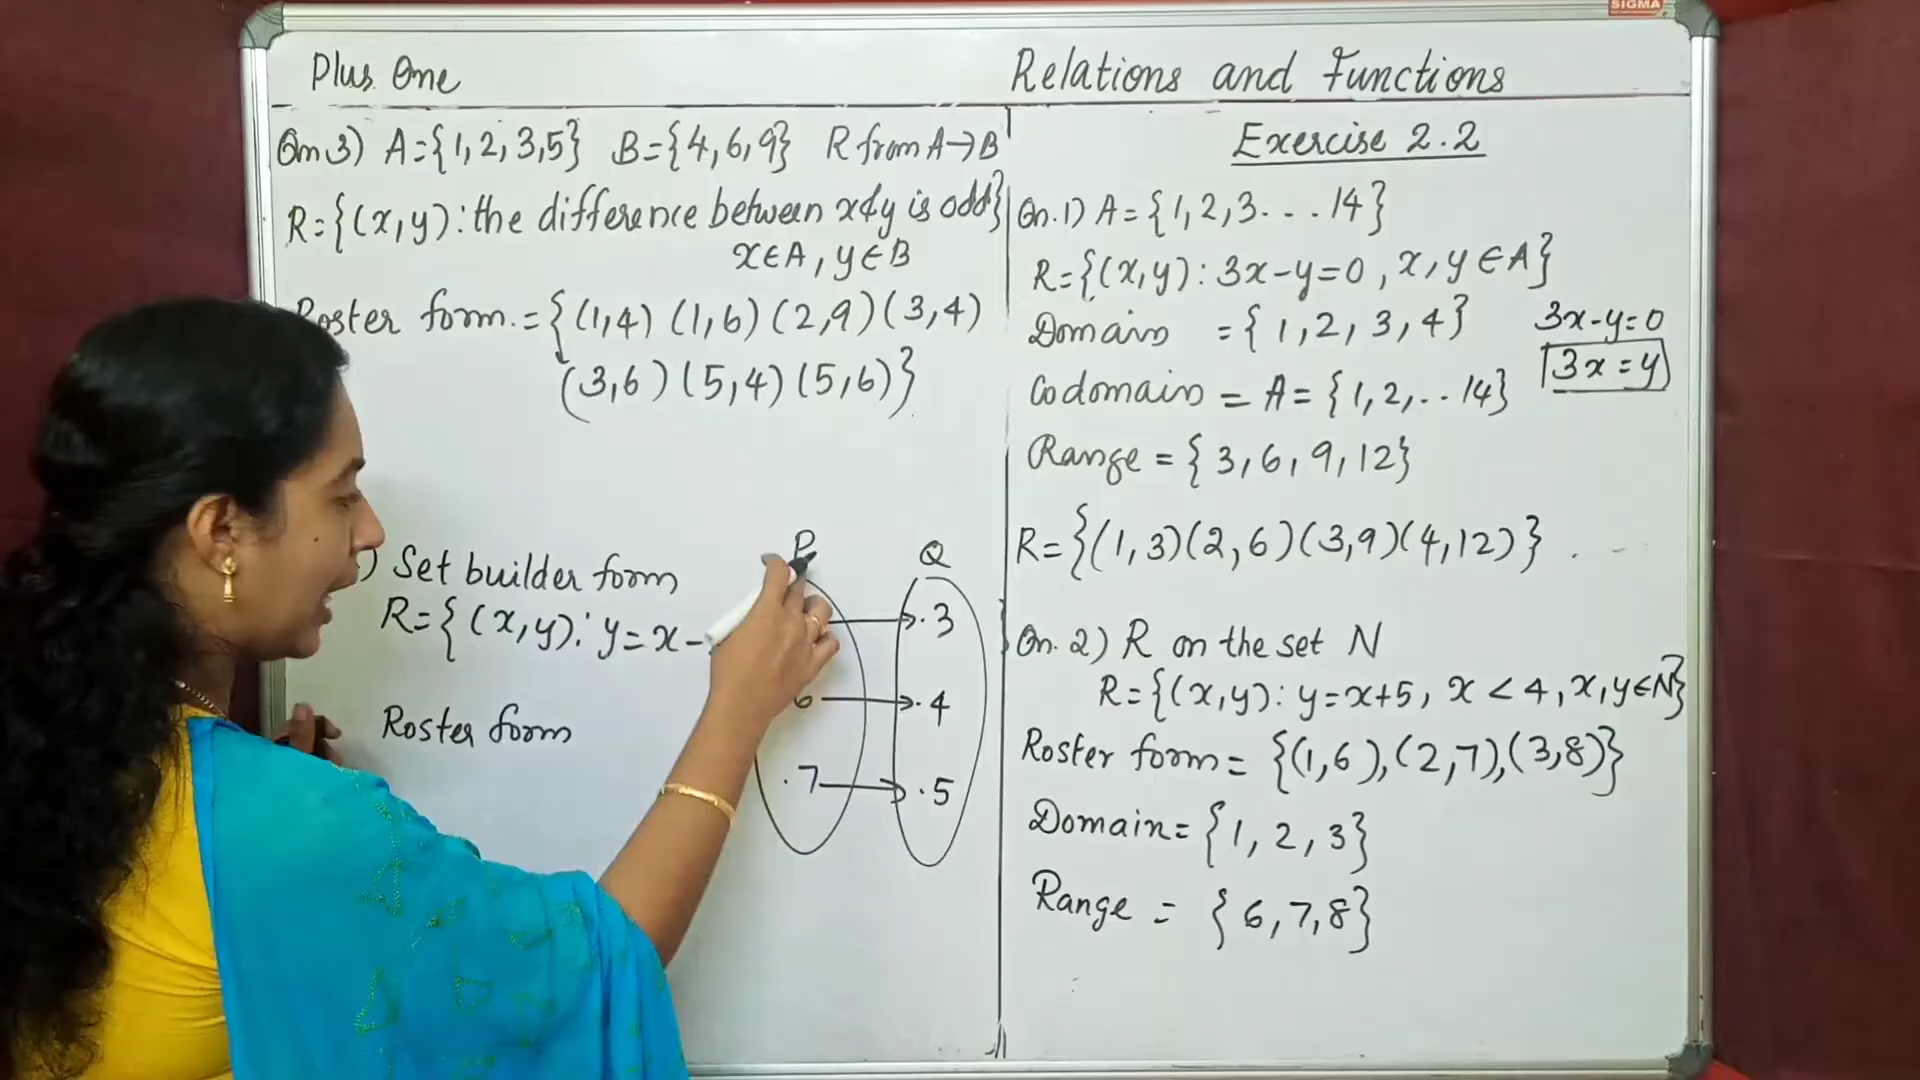 SIGMA
Plus One
Relations and Functions
Qn 3) A={1,2,3,5} B={4,6,9} R from A→B
R={(x,y): the difference between x & y is odd}
x∈A, y∈B
Roster form.={(1,4) (1,6) (2,9) (3,4)
(3,6) (5,4) (5,6)}
) Set builder form
R={(x,y): y=x-
Roster form
P
Q
.3
6
.4
.7
.5
Exercise 2.2
Qn.1) A={1,2,3...14}
R={(x,y): 3x-y=0, x,y∈A}
Domain = {1,2,3,4}
3x-y=0
3x=y
Codomain = A={1,2,..14}
Range = {3,6,9,12}
R={(1,3)(2,6)(3,9)(4,12)}.
Qn.2) R on the set N
R={(x,y): y=x+5, x<4, x,y∈N}
Roster form = {(1,6),(2,7),(3,8)}
Domain={1,2,3}
Range = {6,7,8}